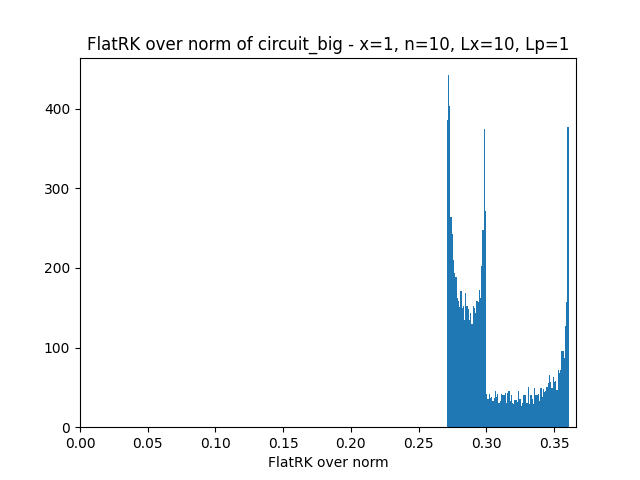 FlatRK over norm of circuit_big - x=1, n=10, Lx=10, Lp=1
400
300
200
100
0
0.00 0.05 0.10 0.15 0.20 0.25 0.30 0.35
FlatRK over norm